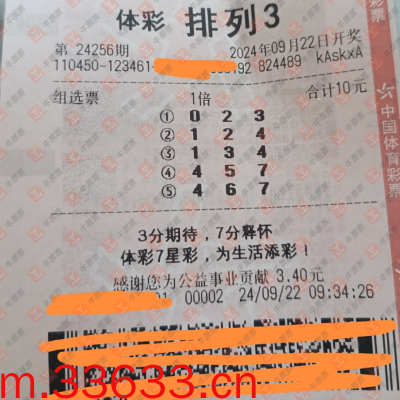 体彩 排列3
第 24256期 2024年09月22日开奖
110450-123461- 192 824489 kAskxA
组选票 1倍 合计10元
① 0 2 3
② 1 2 4
③ 1 3 4
④ 4 5 7
⑤ 4 6 7
3分期待，7分释怀
体彩7星彩，为生活添彩！
感谢您为公益事业贡献 3.40元
01 00002 24/09/22 09:34:26
m.33633.cn
彩票
中国体育彩票